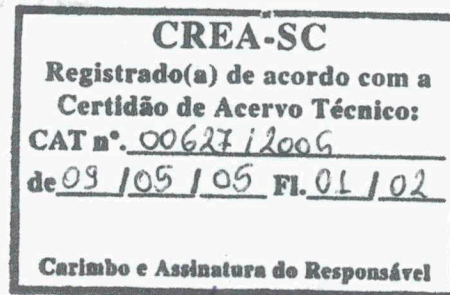 CREA-SC
Registrado(a) de acordo com a
Certidão de Acervo Técnico:
CAT nº. 00627 / 2006
de 09 / 05 / 05 Fl. 01 / 02
Carimbo e Assinatura do Responsável